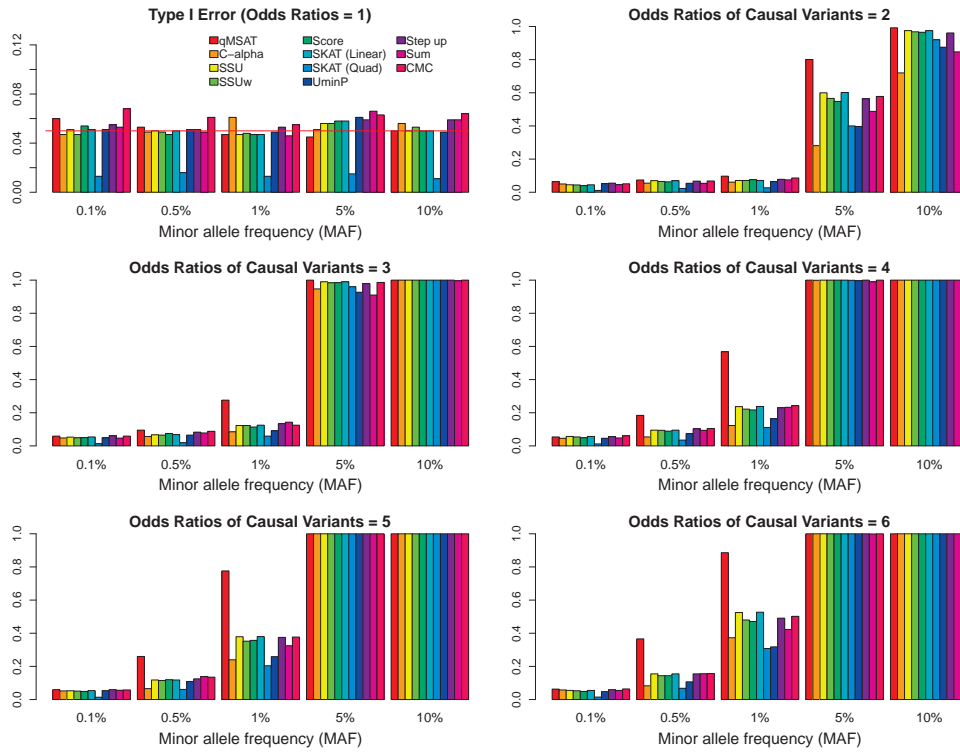 Type I Error (Odds Ratios = 1)
0.00 0.04 0.08 0.12
qMSAT
C−alpha
SSU
SSUw
Score
SKAT (Linear)
SKAT (Quad)
UminP
Step up
Sum
CMC
0.1% 0.5% 1% 5% 10%
Minor allele frequency (MAF)
Odds Ratios of Causal Variants = 2
0.0 0.2 0.4 0.6 0.8 1.0
0.1% 0.5% 1% 5% 10%
Minor allele frequency (MAF)
Odds Ratios of Causal Variants = 3
0.0 0.2 0.4 0.6 0.8 1.0
0.1% 0.5% 1% 5% 10%
Minor allele frequency (MAF)
Odds Ratios of Causal Variants = 4
0.0 0.2 0.4 0.6 0.8 1.0
0.1% 0.5% 1% 5% 10%
Minor allele frequency (MAF)
Odds Ratios of Causal Variants = 5
0.0 0.2 0.4 0.6 0.8 1.0
0.1% 0.5% 1% 5% 10%
Minor allele frequency (MAF)
Odds Ratios of Causal Variants = 6
0.0 0.2 0.4 0.6 0.8 1.0
0.1% 0.5% 1% 5% 10%
Minor allele frequency (MAF)